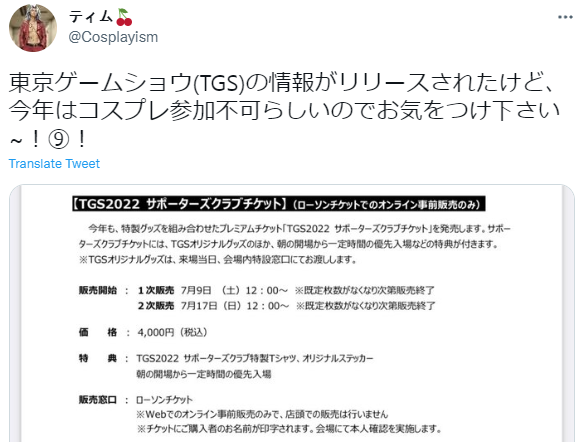 ティム🍒
@Cosplayism
東京ゲームショウ(TGS)の情報がリリースされたけど、
今年はコスプレ参加不可らしいのでお気をつけ下さい
~！⑨！
Translate Tweet
【TGS2022 サポーターズクラブチケット】（ローソンチケットでのオンライン事前販売のみ）
今年も、特製グッズを組み合わせたプレミアムチケット「TGS2022 サポーターズクラブチケット」を発売します。サポー
ターズクラブチケットには、TGSオリジナルグッズのほか、朝の開場から一定時間の優先入場などの特典が付きます。
※TGSオリジナルグッズは、来場当日、会場内特設窓口にてお渡しします。
販売開始 ： １次販売 7月9日 （土）12：00～ ※既定枚数がなくなり次第販売終了
２次販売 7月17日（日）12：00～ ※既定枚数がなくなり次第販売終了
価 格 ： 4,000円（税込）
特 典 ： TGS2022 サポーターズクラブ特製Tシャツ、オリジナルステッカー
朝の開場から一定時間の優先入場
販売窓口 ： ローソンチケット
※Webでのオンライン事前販売のみで、店頭での販売は行いません
※チケットにご購入者のお名前が印字されます。会場にて本人確認を実施します。